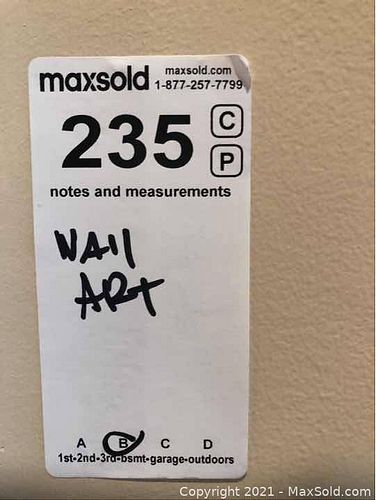 maxsold maxsold.com
1-877-257-7799
235 C
P
notes and measurements
WAll
ARt
A B C D
1st-2nd-3rd-bsmt-garage-outdoors
Copyright © 2021 - MaxSold.com